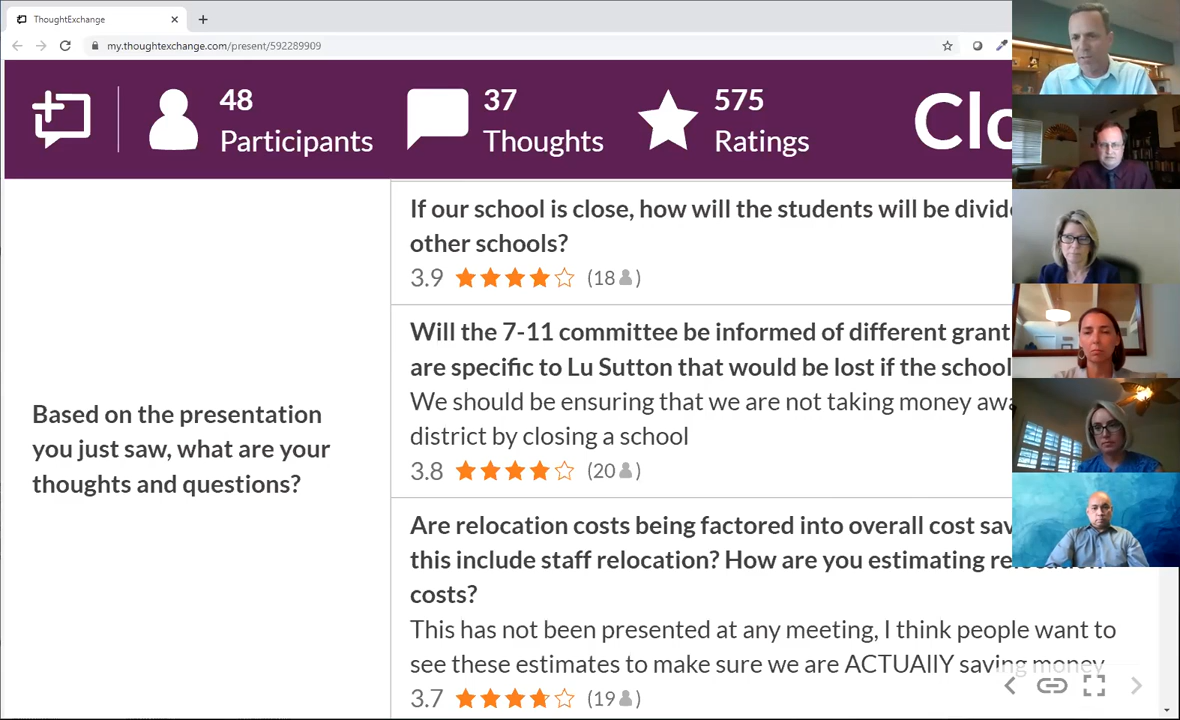 ThoughtExchange
my.thoughtexchange.com/present/592289909
48
Participants
37
Thoughts
575
Ratings
If our school is close, how will the students will be
other schools?
3.9 (18)
Will the 7-11 committee be informed of different grant
are specific to Lu Sutton that would be lost if the school
We should be ensuring that we are not taking money
district by closing a school
3.8 (20)
Based on the presentation
you just saw, what are your
thoughts and questions?
Are relocation costs being factored into overall cost
this include staff relocation? How are you estimating
costs?
This has not been presented at any meeting, I think people want to
see these estimates to make sure we are ACTUAllY saving money
3.7 (19)